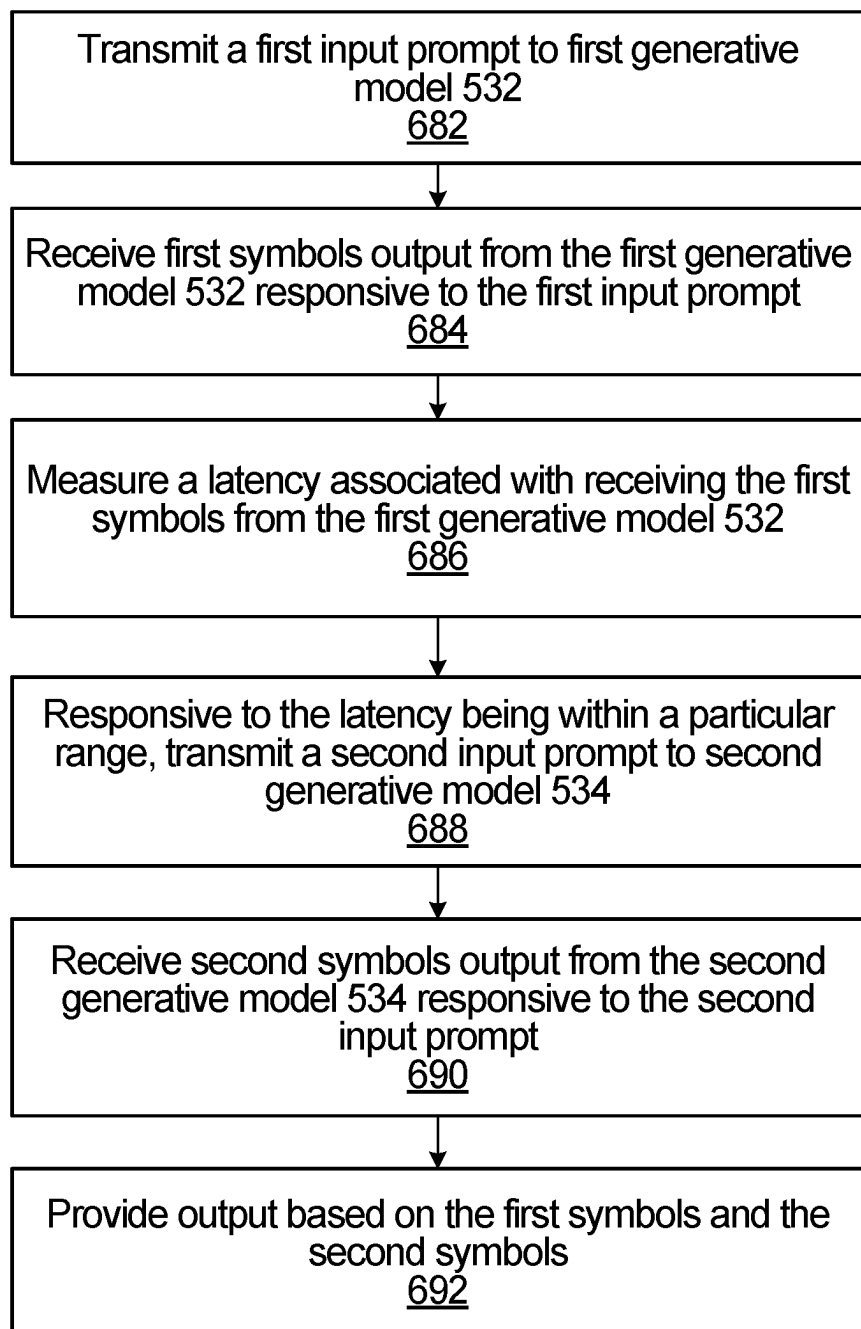 Transmit a first input prompt to first generative
model 532
682
Receive first symbols output from the first generative
model 532 responsive to the first input prompt
684
Measure a latency associated with receiving the first
symbols from the first generative model 532
686
Responsive to the latency being within a particular
range, transmit a second input prompt to second
generative model 534
688
Receive second symbols output from the second
generative model 534 responsive to the second
input prompt
690
Provide output based on the first symbols and the
second symbols
692